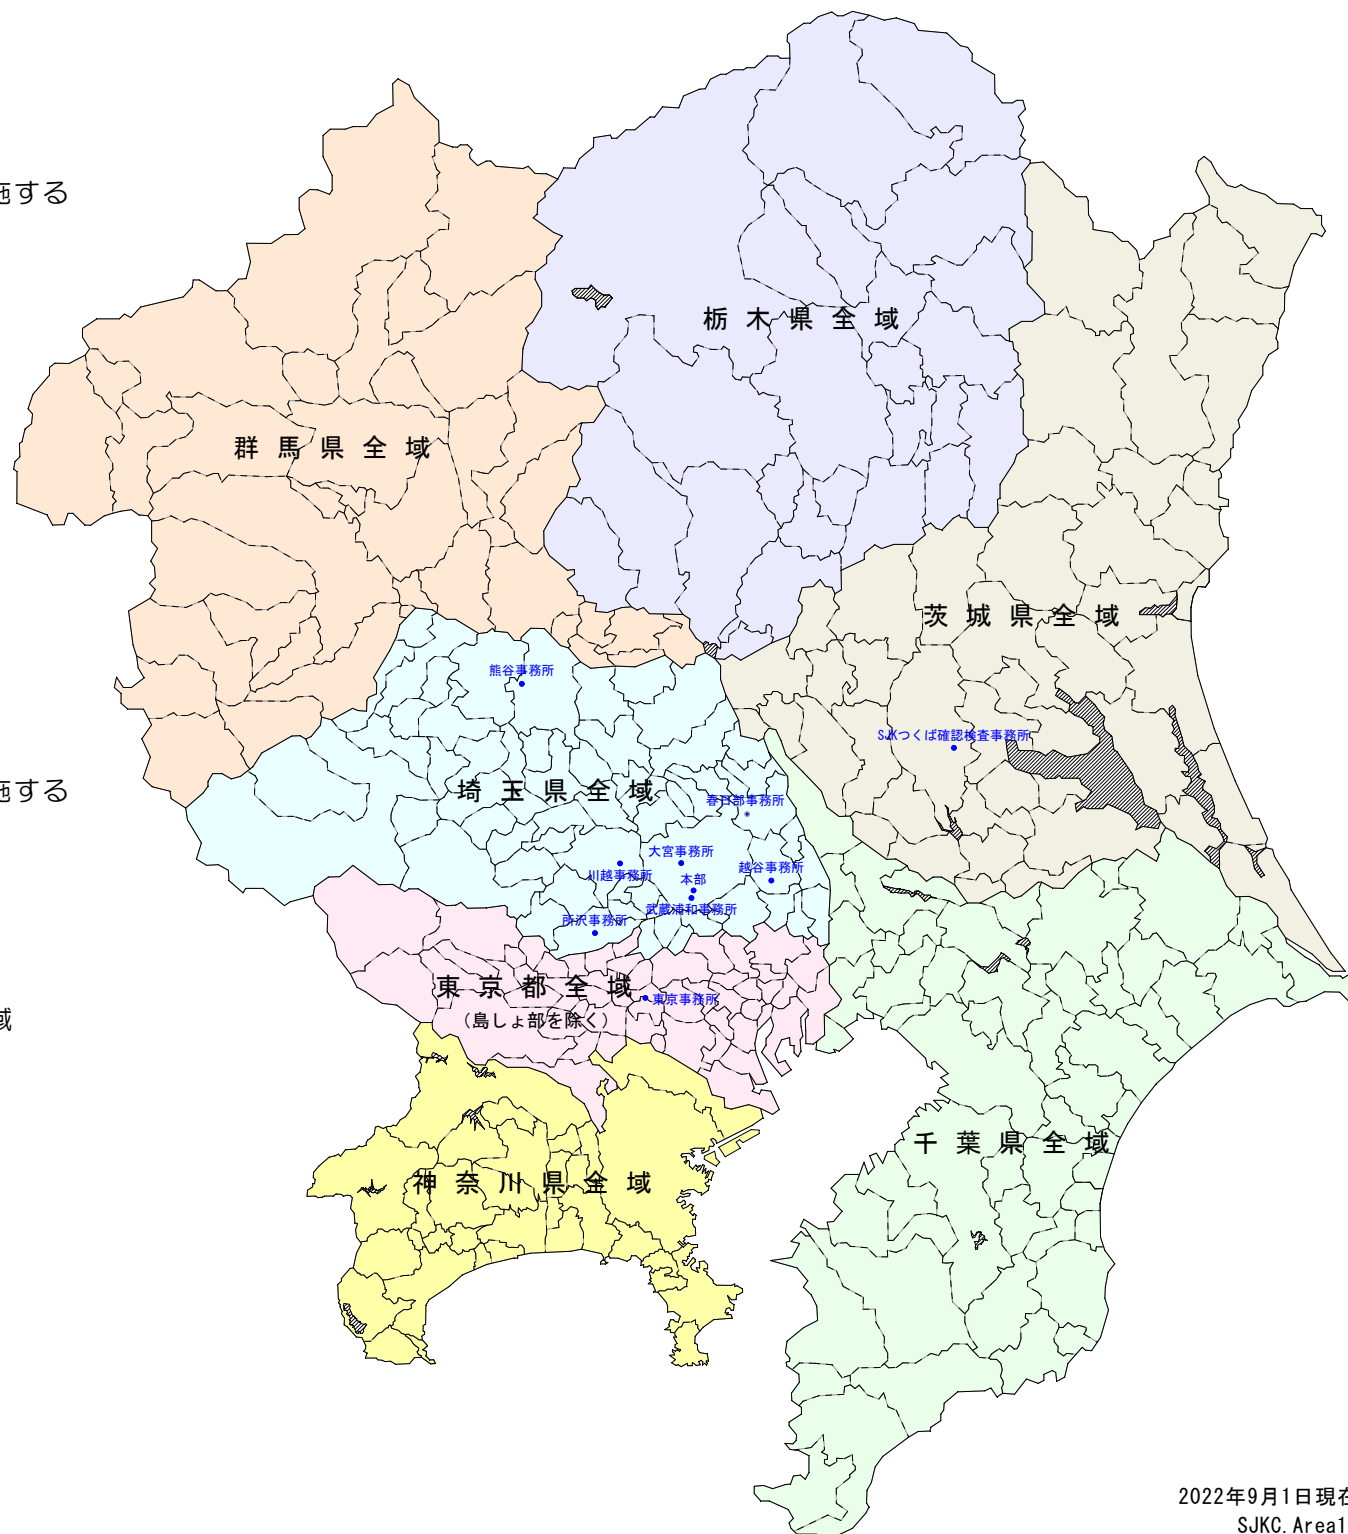 施する
栃木県全域
群馬県全域
茨城県全域
熊谷事務所
SJKつくば確認検査事務所
施する
埼玉県全域
春日部事務所
大宮事務所
川越事務所
本部
越谷事務所
武蔵浦和事務所
所沢事務所
東京都全域
東京事務所
域
（島しょ部を除く）
千葉県全域
神奈川県全域
2022年9月1日現在
SJKC.Area1